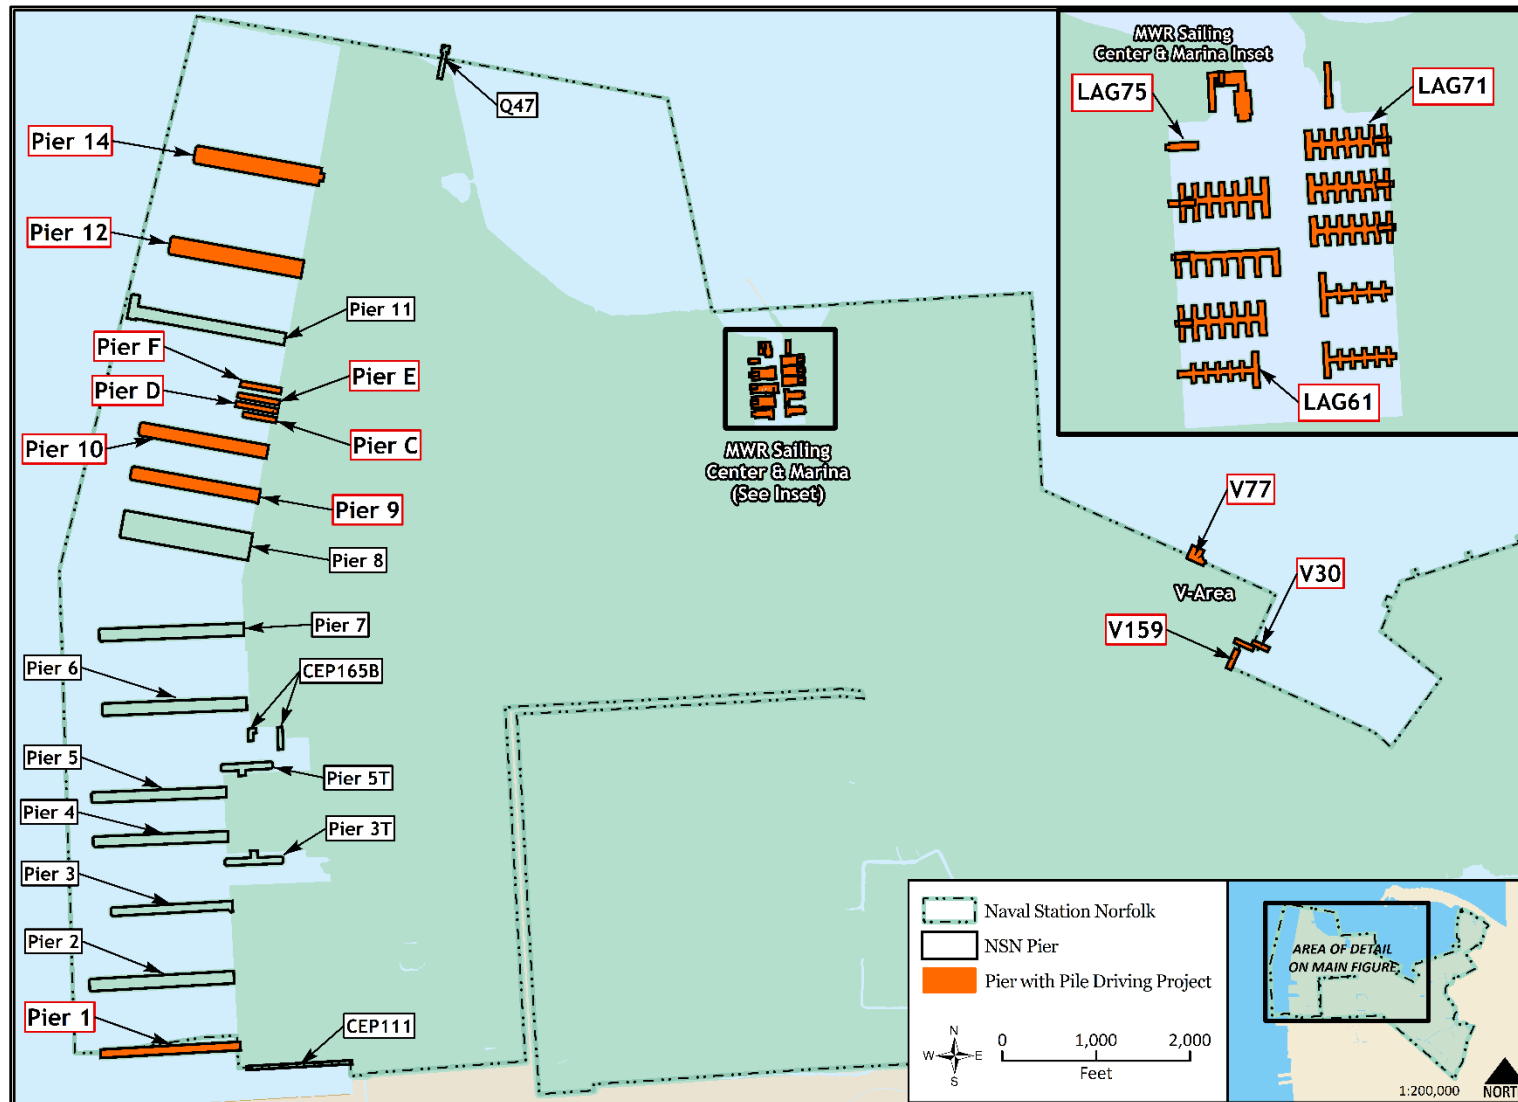 MWR Sailing
Center & Marina Inset
LAG75
LAG71
LAG61
Q47
Pier 14
Pier 12
Pier 11
Pier F
Pier E
Pier D
Pier C
Pier 10
Pier 9
Pier 8
MWR Sailing
Center & Marina
(See Inset)
V77
V-Area
V30
V159
Pier 7
Pier 6
CEP165B
Pier 5
Pier 5T
Pier 4
Pier 3T
Pier 3
Pier 2
Pier 1
CEP111
Naval Station Norfolk
NSN Pier
Pier with Pile Driving Project
N
W E
S
0 1,000 2,000
Feet
AREA OF DETAIL
ON MAIN FIGURE
1:200,000
NORT